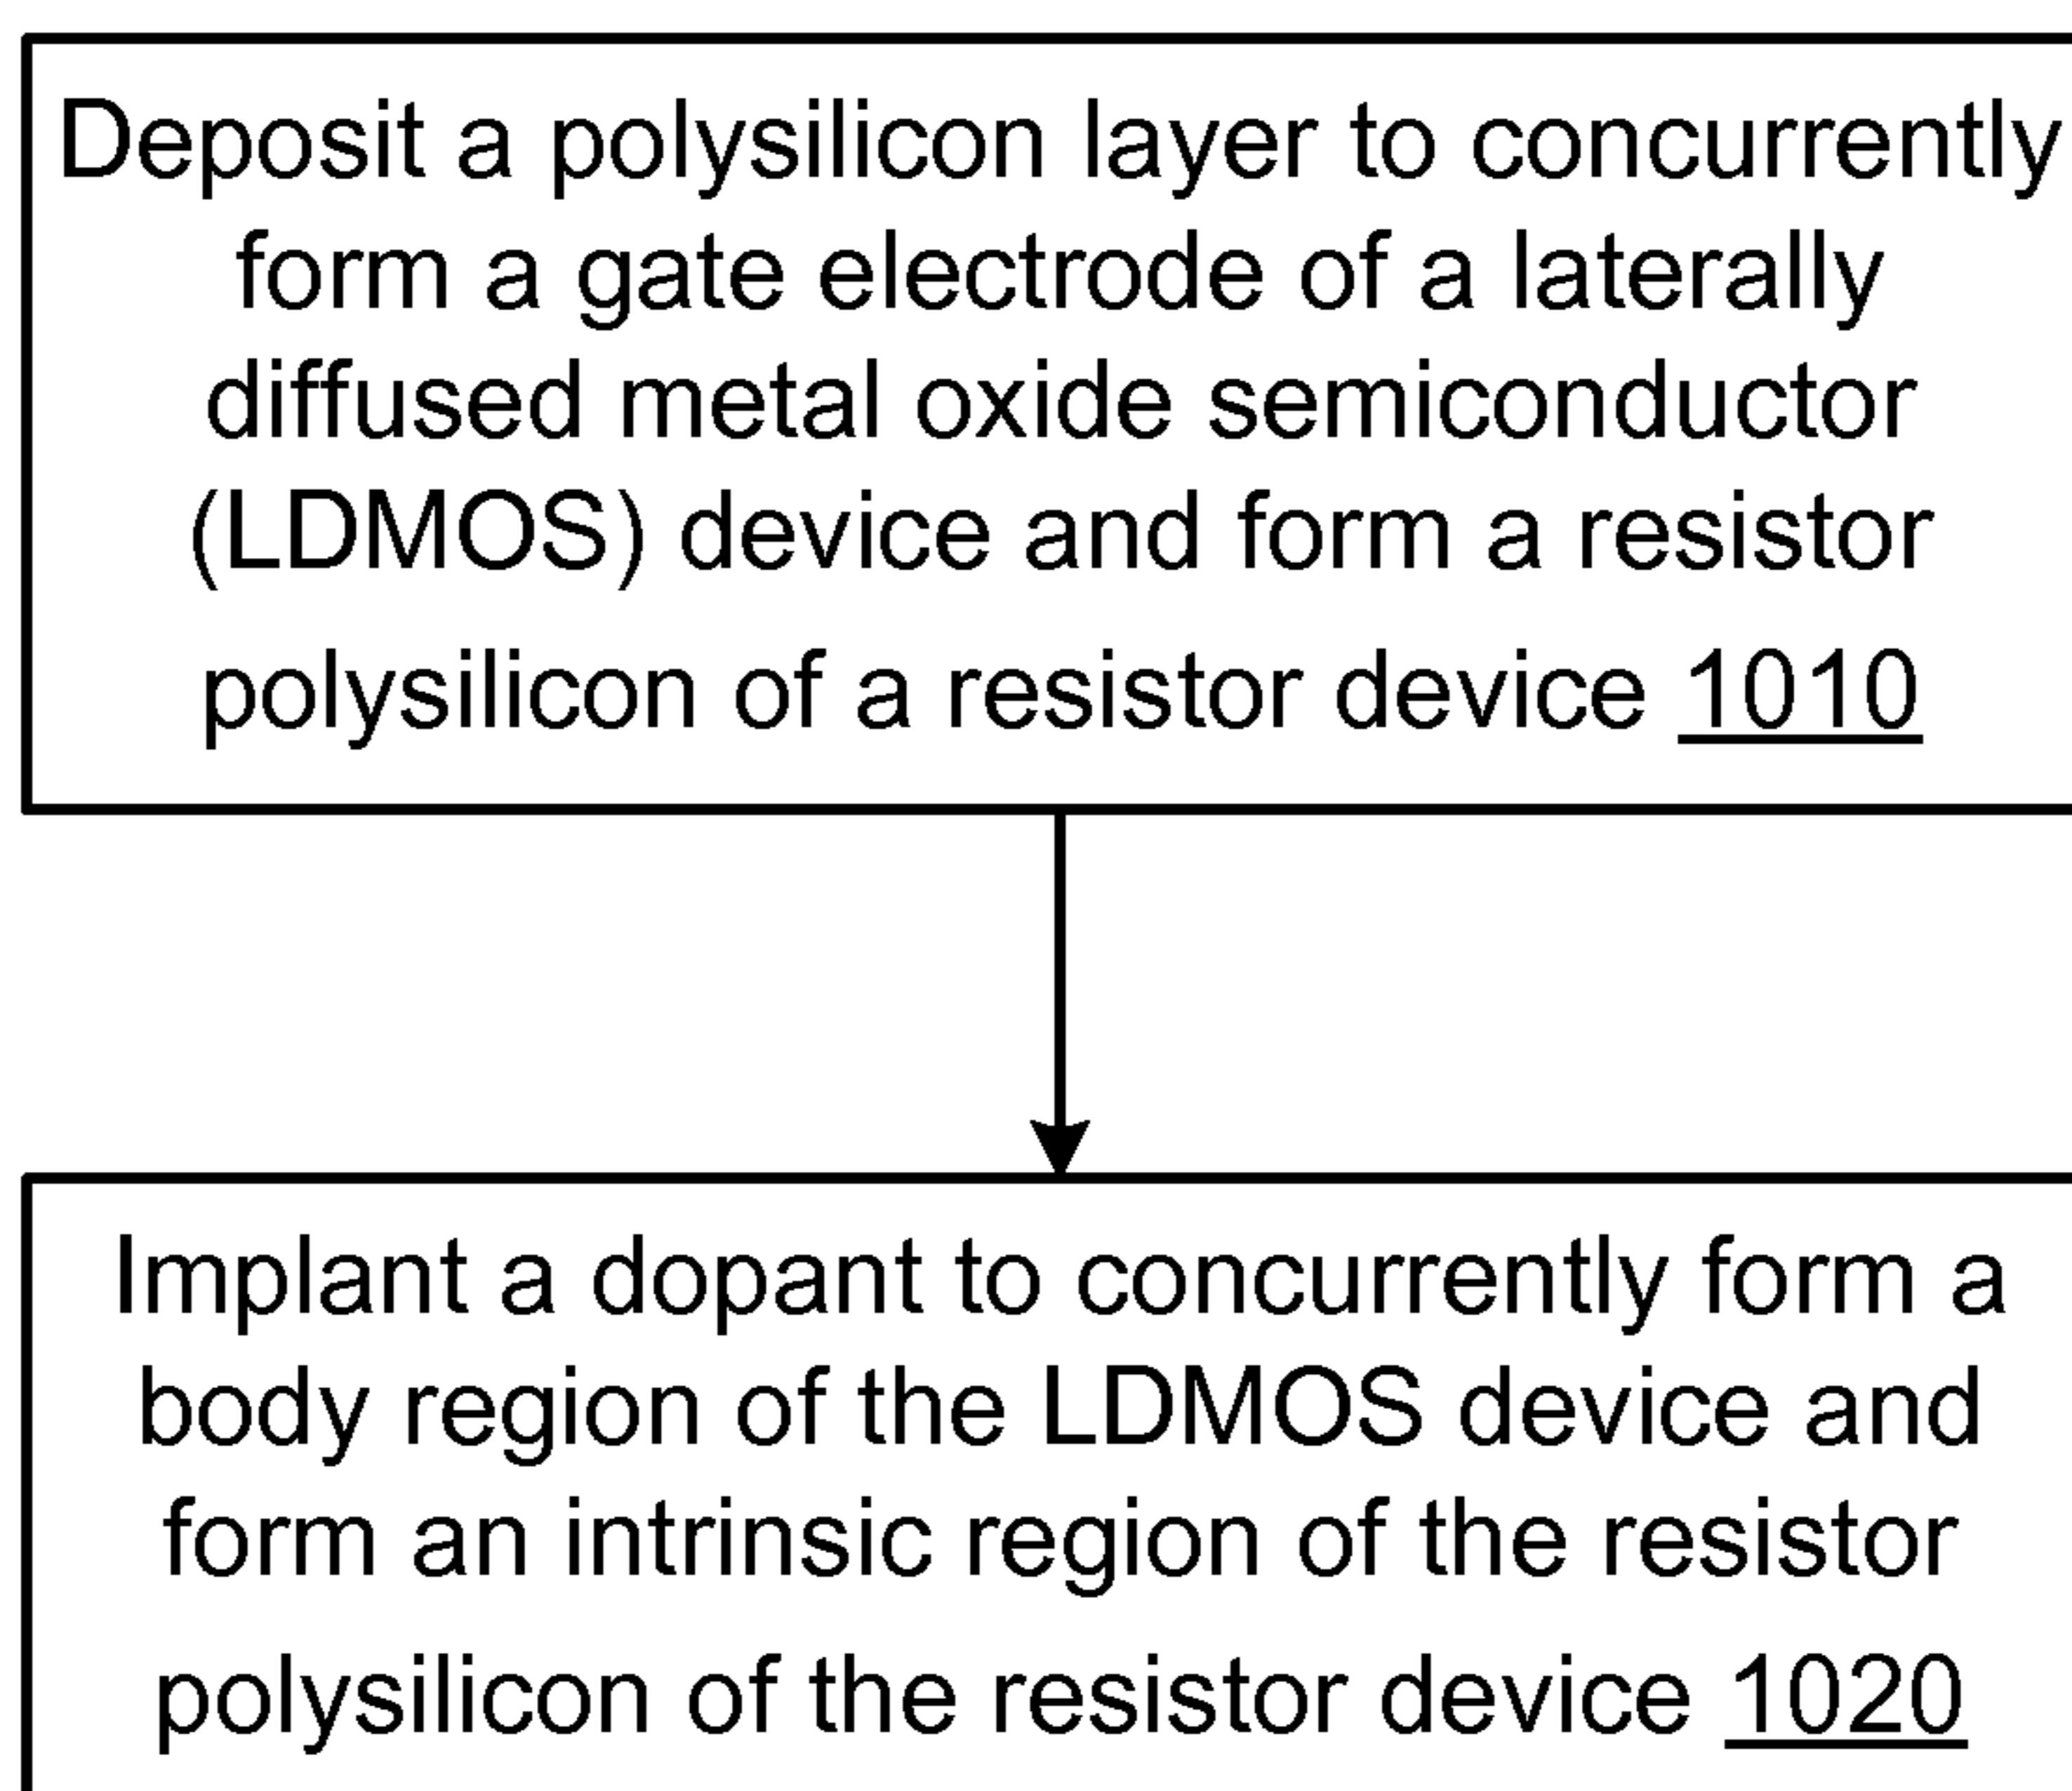 Deposit a polysilicon layer to concurrently
form a gate electrode of a laterally
diffused metal oxide semiconductor
(LDMOS) device and form a resistor
polysilicon of a resistor device 1010
Implant a dopant to concurrently form a
body region of the LDMOS device and
form an intrinsic region of the resistor
polysilicon of the resistor device 1020